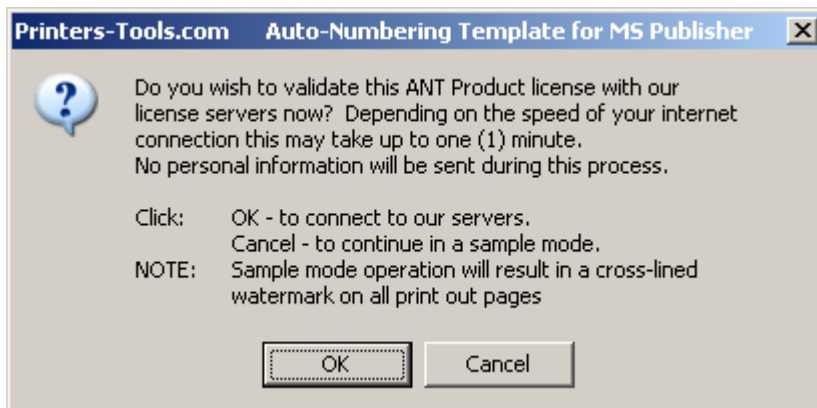 Printers-Tools.com Auto-Numbering Template for MS Publisher
Do you wish to validate this ANT Product license with our
license servers now? Depending on the speed of your internet
connection this may take up to one (1) minute.
No personal information will be sent during this process.
Click: OK - to connect to our servers.
Cancel - to continue in a sample mode.
NOTE: Sample mode operation will result in a cross-lined
watermark on all print out pages
OK Cancel